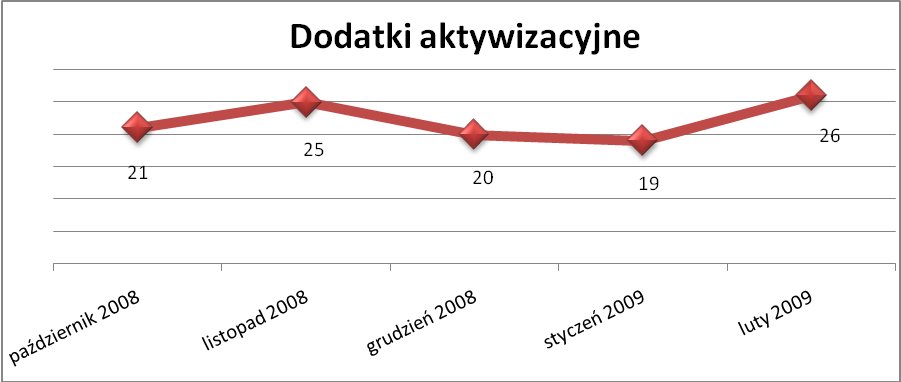 Dodatki aktywizacyjne
21
25
20
19
26
październik 2008
listopad 2008
grudzień 2008
styczeń 2009
luty 2009